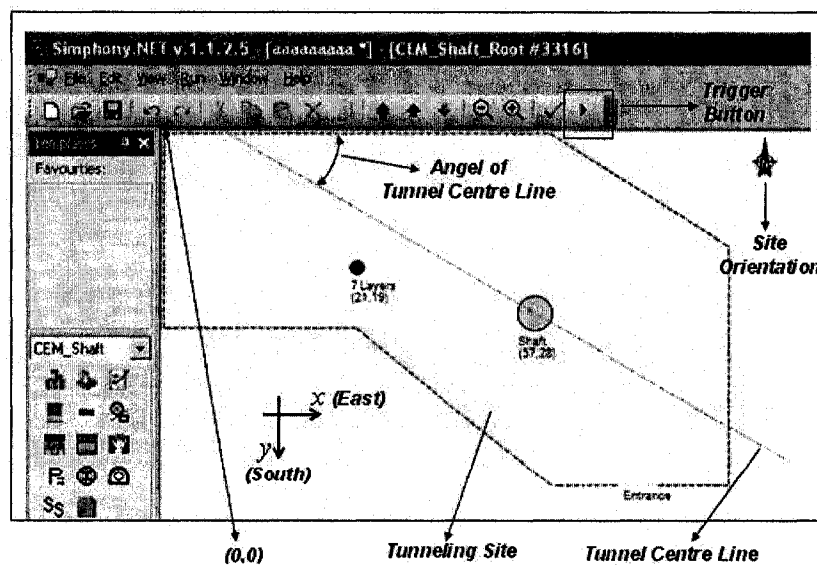 Simphony.NET v.1.1.2.5 - [aaaaaaaaa *] - [CEM_Shaft_Root #3316]
File Edit View Run Window Help
Trigger
Button
Templates
Favourites:
Angel of
Tunnel Centre Line
Site
Orientation
7 Layers
(21,19)
Shaft
(37,28)
CEM_Shaft
x (East)
y
(South)
Entrance
SS
(0,0)
Tunneling Site
Tunnel Centre Line